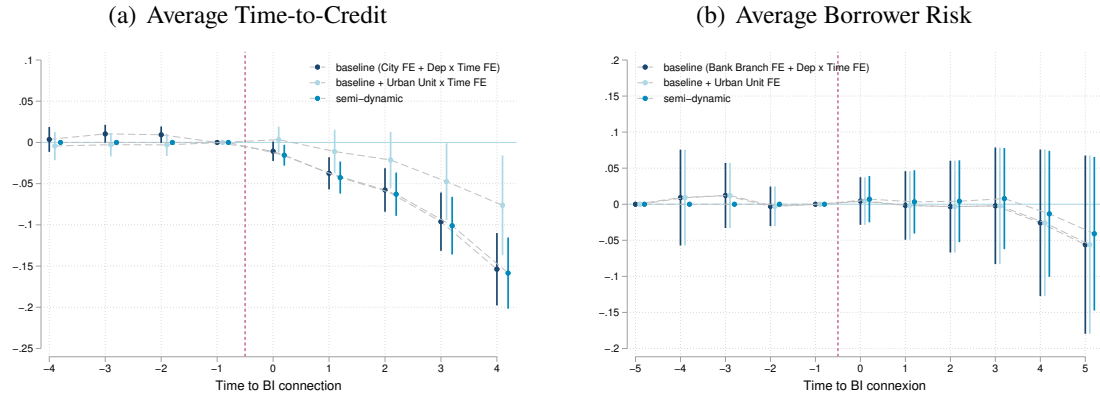 (a) Average Time-to-Credit
.1
.05
0
-.05
-.1
-.15
-.2
-.25
baseline (City FE + Dep x Time FE)
baseline + Urban Unit x Time FE
semi-dynamic
-4 -3 -2 -1 0 1 2 3 4
Time to BI connection
(b) Average Borrower Risk
.2
.15
.1
.05
0
-.05
-.1
-.15
-.2
baseline (Bank Branch FE + Dep x Time FE)
baseline + Urban Unit FE
semi-dynamic
-5 -4 -3 -2 -1 0 1 2 3 4 5
Time to BI connexion